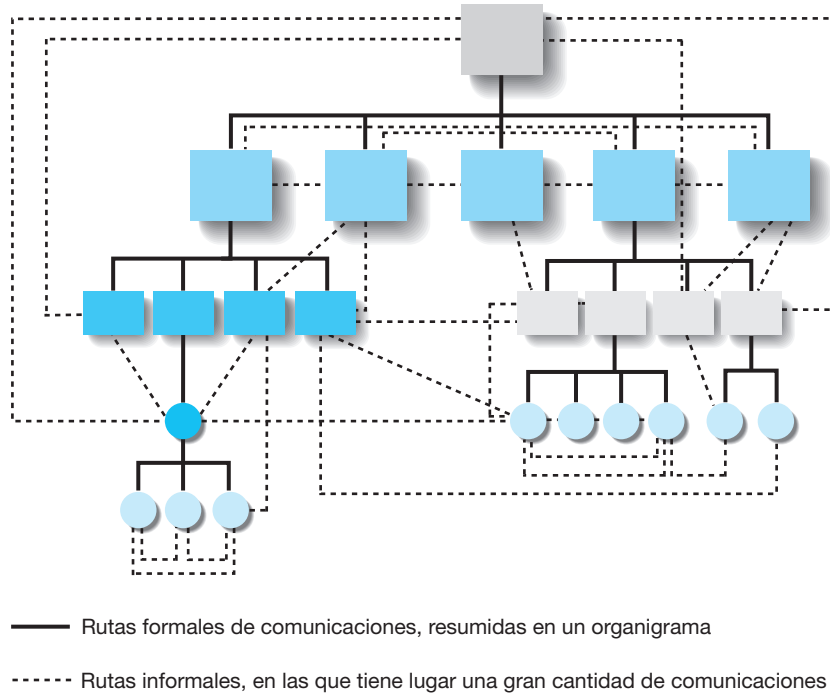 Rutas formales de comunicaciones, resumidas en un organigrama
Rutas informales, en las que tiene lugar una gran cantidad de comunicaciones